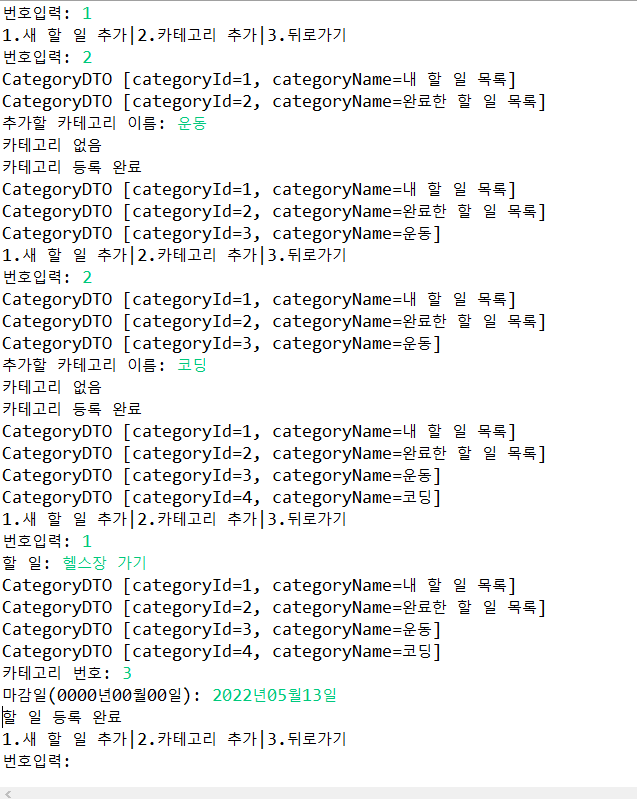 번호입력: 1
1.새 할 일 추가|2.카테고리 추가|3.뒤로가기
번호입력: 2
CategoryDTO [categoryId=1, categoryName=내 할 일 목록]
CategoryDTO [categoryId=2, categoryName=완료한 할 일 목록]
추가할 카테고리 이름: 운동
카테고리 없음
카테고리 등록 완료
CategoryDTO [categoryId=1, categoryName=내 할 일 목록]
CategoryDTO [categoryId=2, categoryName=완료한 할 일 목록]
CategoryDTO [categoryId=3, categoryName=운동]
1.새 할 일 추가|2.카테고리 추가|3.뒤로가기
번호입력: 2
CategoryDTO [categoryId=1, categoryName=내 할 일 목록]
CategoryDTO [categoryId=2, categoryName=완료한 할 일 목록]
CategoryDTO [categoryId=3, categoryName=운동]
추가할 카테고리 이름: 코딩
카테고리 없음
카테고리 등록 완료
CategoryDTO [categoryId=1, categoryName=내 할 일 목록]
CategoryDTO [categoryId=2, categoryName=완료한 할 일 목록]
CategoryDTO [categoryId=3, categoryName=운동]
CategoryDTO [categoryId=4, categoryName=코딩]
1.새 할 일 추가|2.카테고리 추가|3.뒤로가기
번호입력: 1
할 일: 헬스장 가기
CategoryDTO [categoryId=1, categoryName=내 할 일 목록]
CategoryDTO [categoryId=2, categoryName=완료한 할 일 목록]
CategoryDTO [categoryId=3, categoryName=운동]
CategoryDTO [categoryId=4, categoryName=코딩]
카테고리 번호: 3
마감일(0000년00월00일): 2022년05월13일
할 일 등록 완료
1.새 할 일 추가|2.카테고리 추가|3.뒤로가기
번호입력: